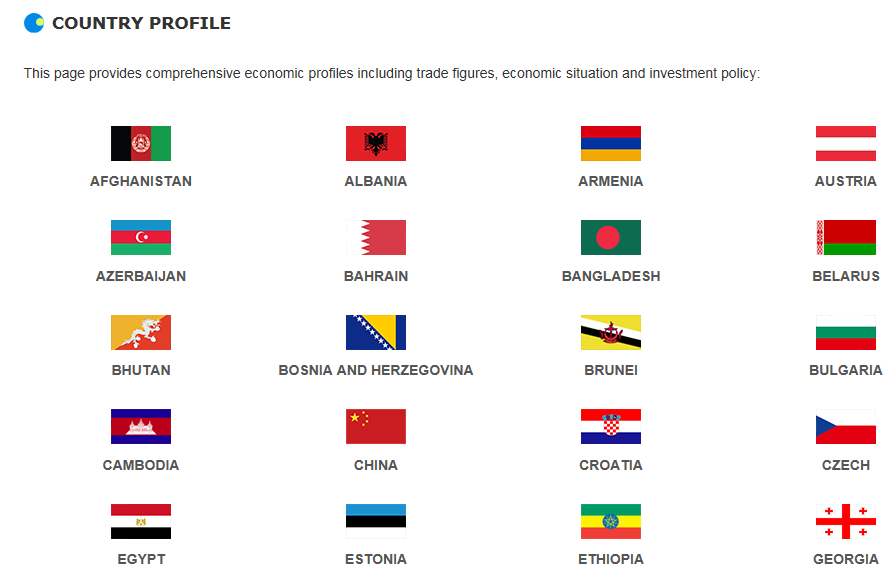 COUNTRY PROFILE
This page provides comprehensive economic profiles including trade figures, economic situation and investment policy:
AFGHANISTAN ALBANIA ARMENIA AUSTRIA
AZERBAIJAN BAHRAIN BANGLADESH BELARUS
BHUTAN BOSNIA AND HERZEGOVINA BRUNEI BULGARIA
CAMBODIA CHINA CROATIA CZECH
EGYPT ESTONIA ETHIOPIA GEORGIA